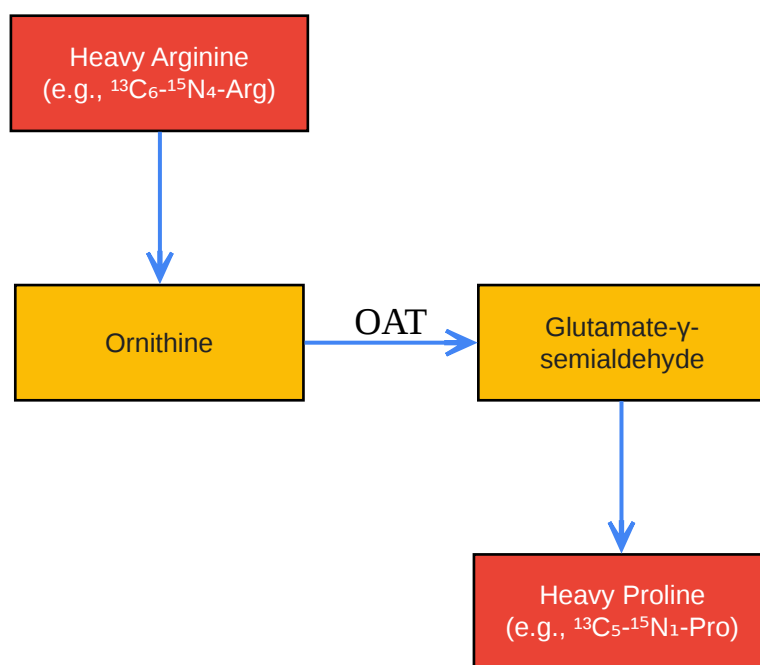 Heavy Arginine
(e.g., ¹³C₆-¹⁵N₄-Arg)
Ornithine
OAT
Glutamate-γ-
semialdehyde
Heavy Proline
(e.g., ¹³C₅-¹⁵N₁-Pro)